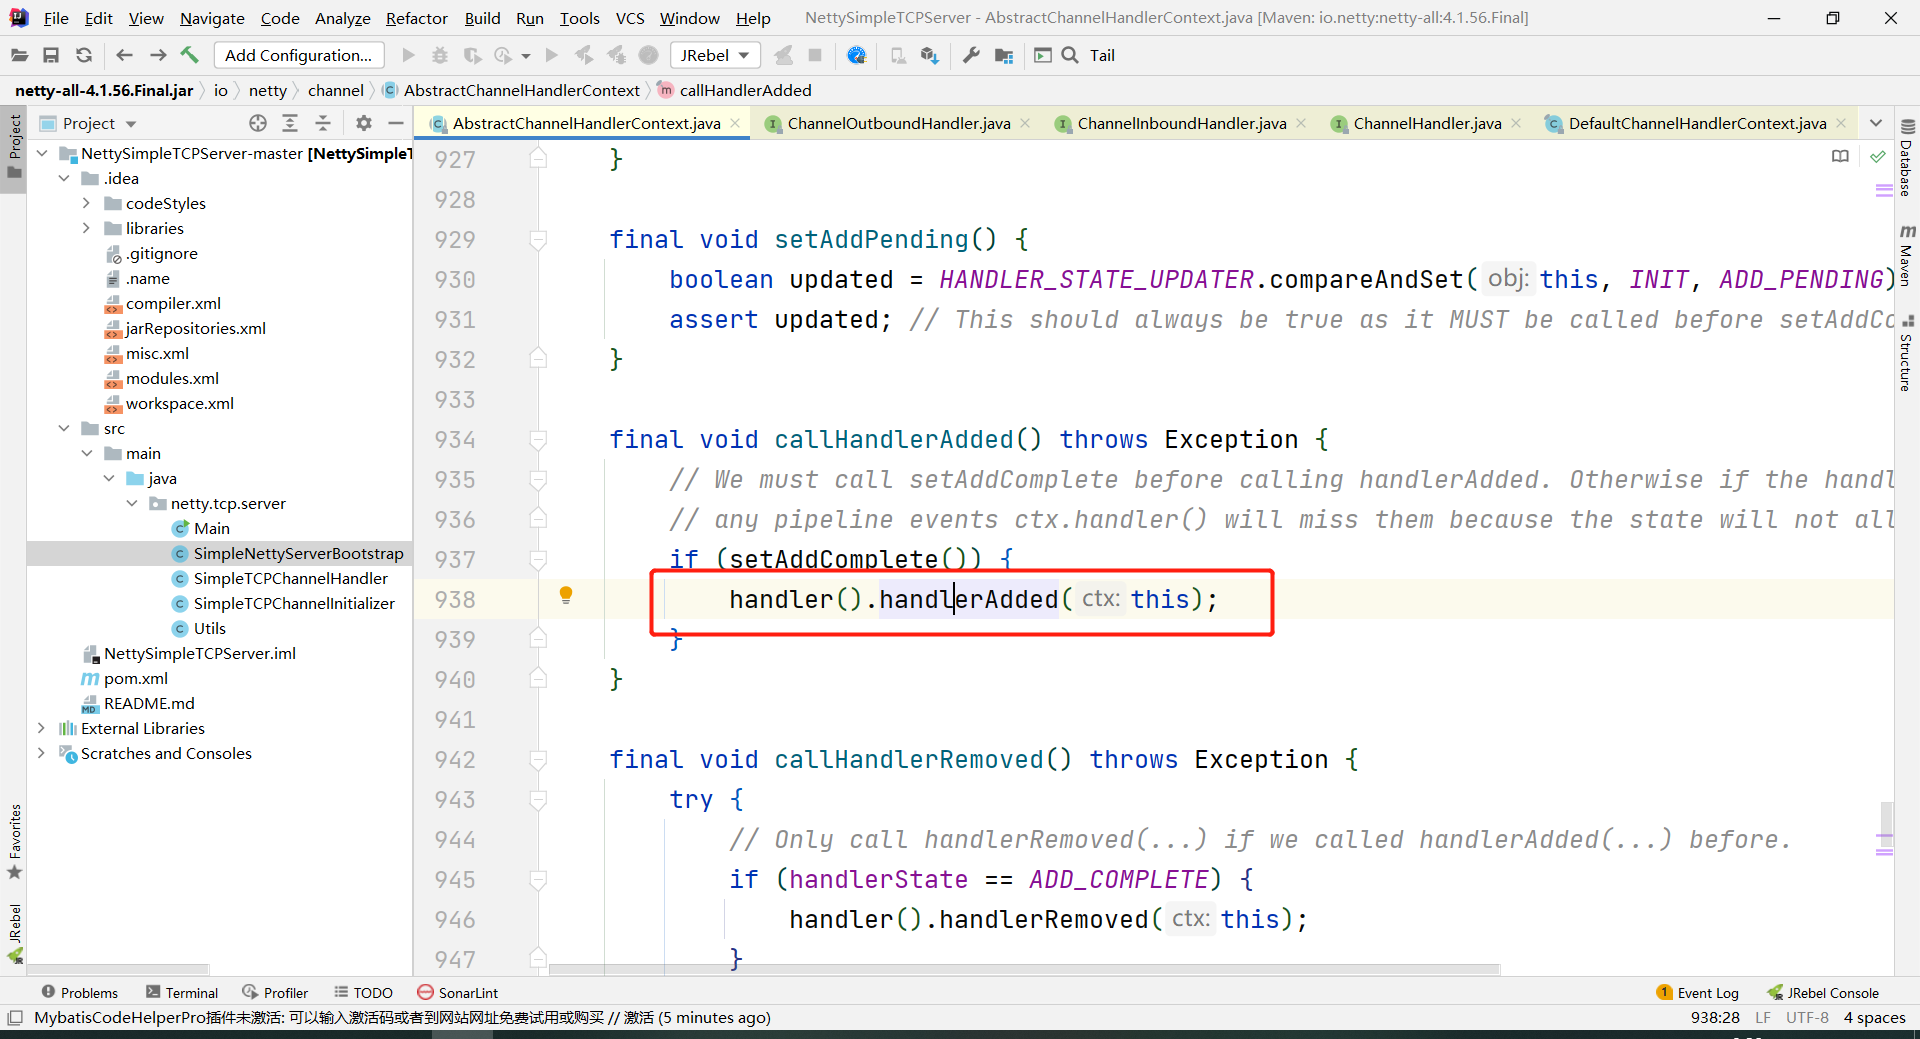 File Edit View Navigate Code Analyze Refactor Build Run Tools VCS Window Help NettySimpleTCPServer - AbstractChannelHandlerContext.java [Maven: io.netty:netty-all:4.1.56.Final]
Add Configuration... JRebel Tail
netty-all-4.1.56.Final.jar io netty channel AbstractChannelHandlerContext callHandlerAdded
Project
AbstractChannelHandlerContext.java ChannelOutboundHandler.java ChannelInboundHandler.java ChannelHandler.java DefaultChannelHandlerContext.java
Project
Favorites
JRebel
NettySimpleTCPServer-master [NettySimpleT
.idea
codeStyles
libraries
.gitignore
.name
compiler.xml
jarRepositories.xml
misc.xml
modules.xml
workspace.xml
src
main
java
netty.tcp.server
Main
SimpleNettyServerBootstrap
SimpleTCPChannelHandler
SimpleTCPChannelInitializer
Utils
NettySimpleTCPServer.iml
pom.xml
README.md
External Libraries
Scratches and Consoles
927 }
928
929 final void setAddPending() {
930 boolean updated = HANDLER_STATE_UPDATER.compareAndSet( obj: this, INIT, ADD_PENDING)
931 assert updated; // This should always be true as it MUST be called before setAddCo
932 }
933
934 final void callHandlerAdded() throws Exception {
935 // We must call setAddComplete before calling handlerAdded. Otherwise if the handl
936 // any pipeline events ctx.handler() will miss them because the state will not all
937 if (setAddComplete()) {
938 handler().handlerAdded( ctx: this);
939 }
940 }
941
942 final void callHandlerRemoved() throws Exception {
943 try {
944 // Only call handlerRemoved(...) if we called handlerAdded(...) before.
945 if (handlerState == ADD_COMPLETE) {
946 handler().handlerRemoved( ctx: this);
947 }
Database
Maven
Structure
Problems Terminal Profiler TODO SonarLint 1 Event Log JRebel Console
MybatisCodeHelperPro插件未激活: 可以输入激活码或者到网站网址免费试用或购买 // 激活 (5 minutes ago) 938:28 LF UTF-8 4 spaces